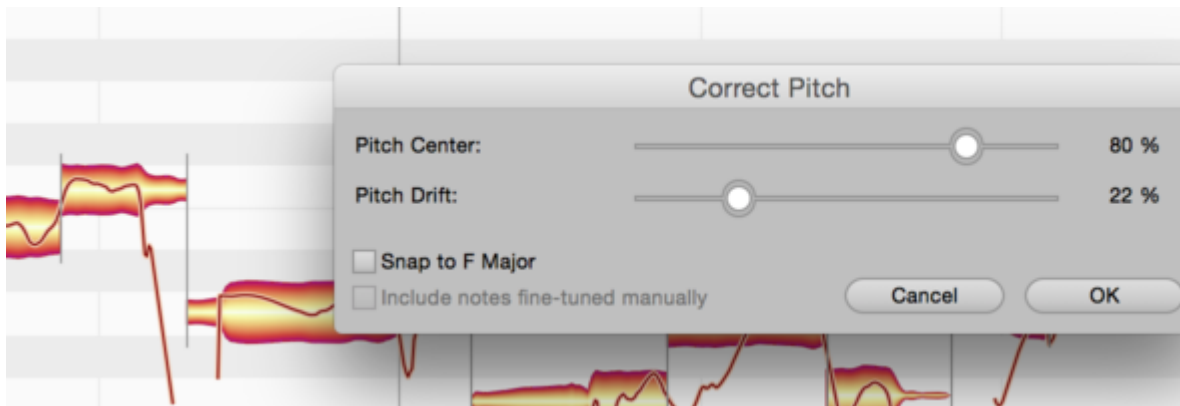 Correct Pitch
Pitch Center: 80 %
Pitch Drift: 22 %
Snap to F Major
Include notes fine-tuned manually
Cancel OK